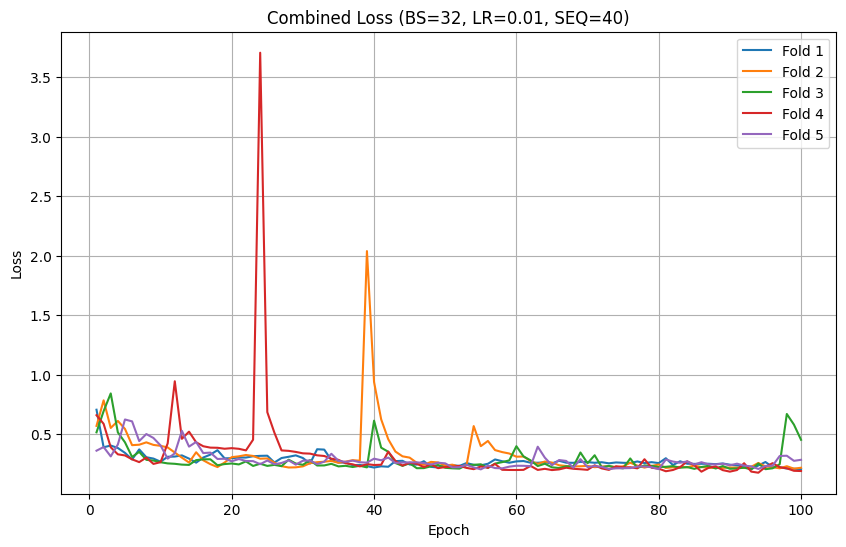 Combined Loss (BS=32, LR=0.01, SEQ=40)
Fold 1
Fold 2
Fold 3
Fold 4
Fold 5
Loss
3.5
3.0
2.5
2.0
1.5
1.0
0.5
0 20 40 60 80 100
Epoch